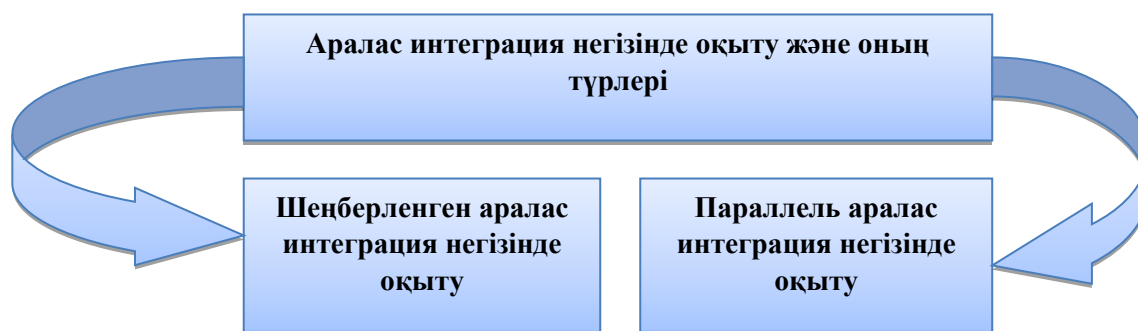 Аралас интеграция негізінде оқыту және оның
түрлері
Шеңберленген аралас
интеграция негізінде
оқыту
Параллель аралас
интеграция негізінде
оқыту